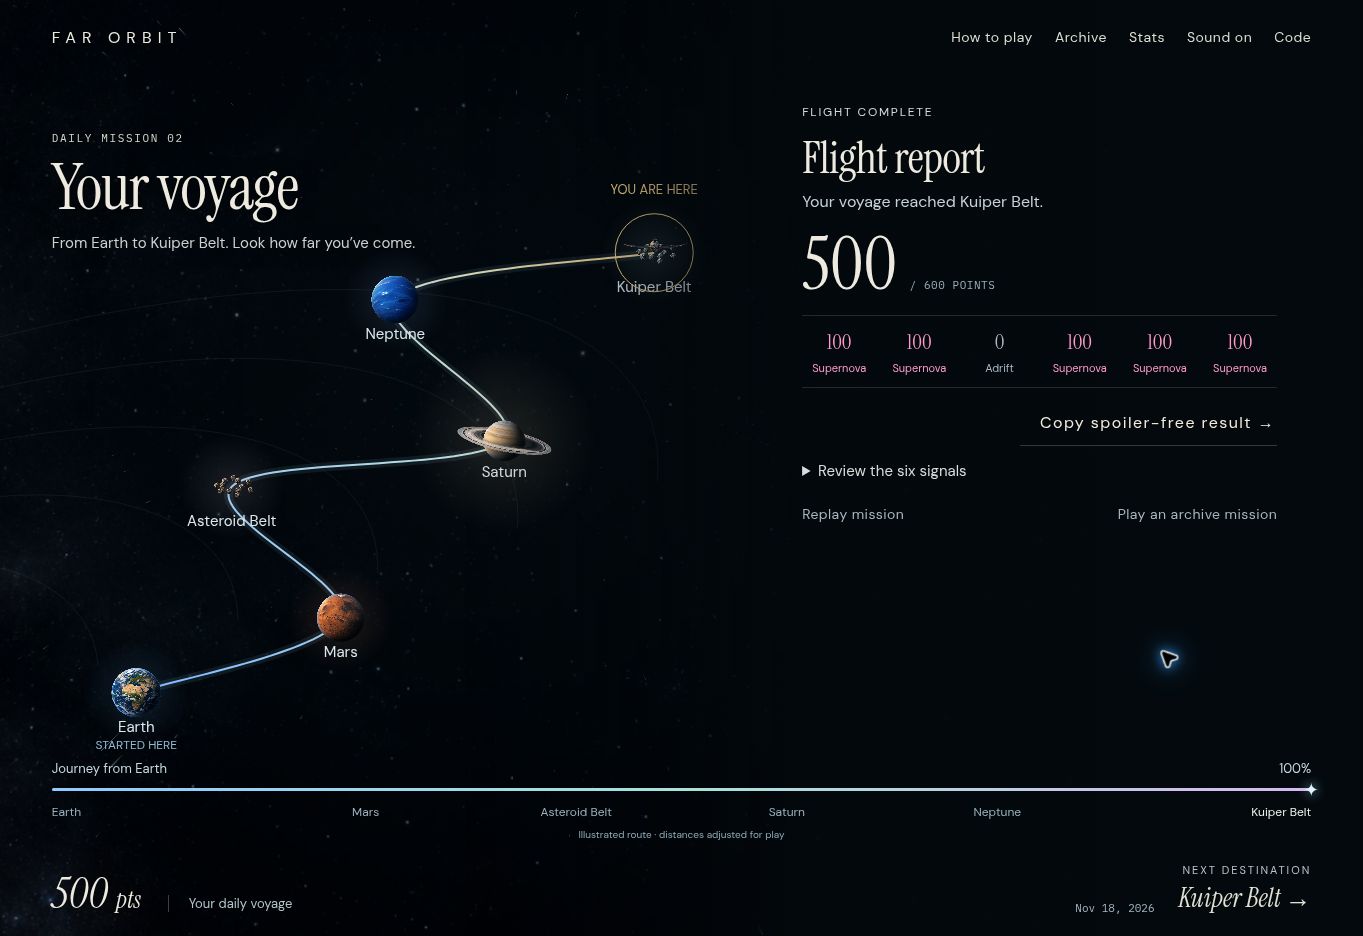 FAR ORBIT
How to play
Archive
Stats
Sound on
Code
DAILY MISSION 02
Your voyage
From Earth to Kuiper Belt. Look how far you’ve come.
YOU ARE HERE
Kuiper Belt
Neptune
Saturn
Asteroid Belt
Mars
Earth
STARTED HERE
FLIGHT COMPLETE
Flight report
Your voyage reached Kuiper Belt.
500 / 600 POINTS
100 100 0 100 100 100
Supernova Supernova Adrift Supernova Supernova Supernova
Copy spoiler-free result →
▶ Review the six signals
Replay mission
Play an archive mission
Journey from Earth
100%
Earth Mars Asteroid Belt Saturn Neptune Kuiper Belt
Illustrated route · distances adjusted for play
500 pts
Your daily voyage
Nov 18, 2026
NEXT DESTINATION
Kuiper Belt →